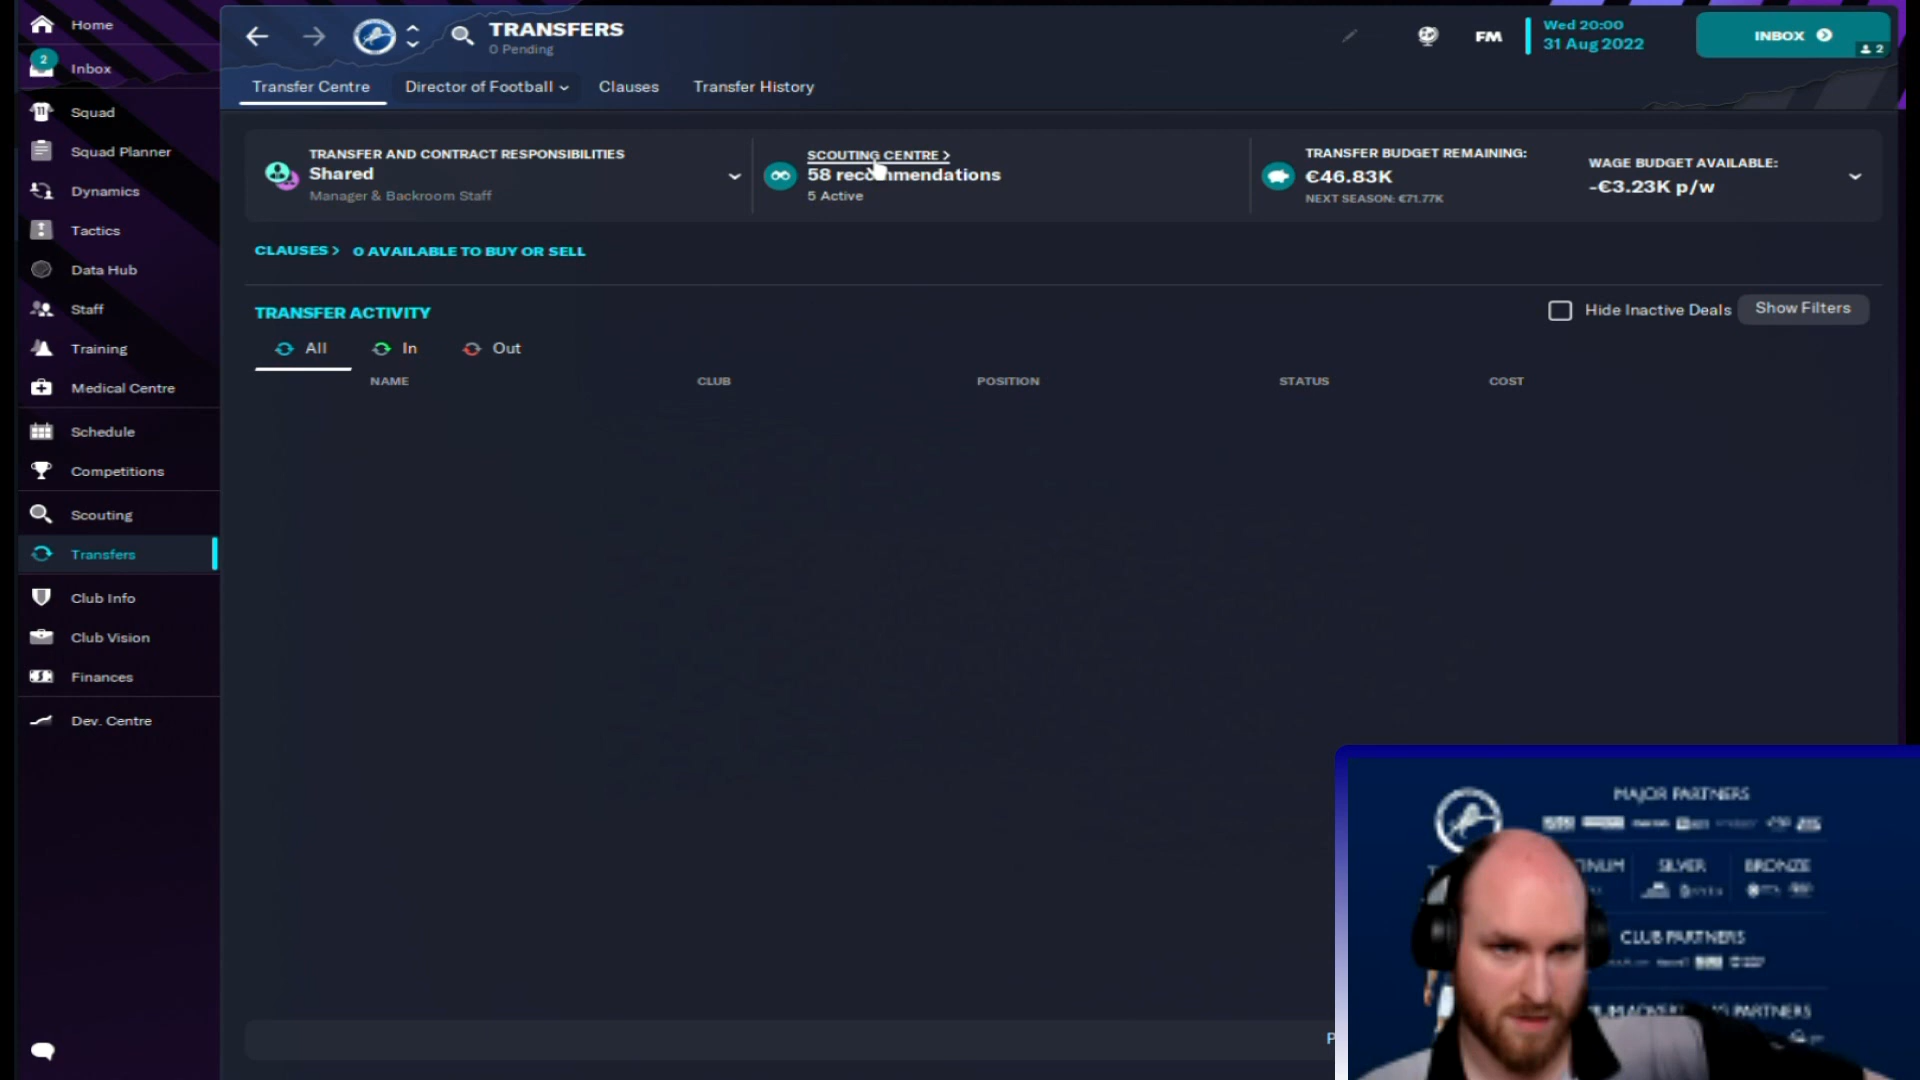 Home
2
Inbox
Squad
Squad Planner
Dynamics
Tactics
Data Hub
Staff
Training
Medical Centre
Schedule
Competitions
Scouting
Transfers
Club Info
Club Vision
Finances
Dev. Centre
TRANSFERS
0 Pending
FM
Wed 20:00
31 Aug 2022
INBOX
2
Transfer Centre
Director of Football
Clauses
Transfer History
TRANSFER AND CONTRACT RESPONSIBILITIES
Shared
Manager & Backroom Staff
SCOUTING CENTRE >
58 recommendations
5 Active
TRANSFER BUDGET REMAINING:
€46.83K
NEXT SEASON: €71.77K
WAGE BUDGET AVAILABLE:
-€3.23K p/w
CLAUSES > 0 AVAILABLE TO BUY OR SELL
TRANSFER ACTIVITY
Hide Inactive Deals
Show Filters
All
In
Out
NAME
CLUB
POSITION
STATUS
COST
MAJOR PARTNERS
SILVER
BRONZE
CLUB PARTNERS
PARTNERS